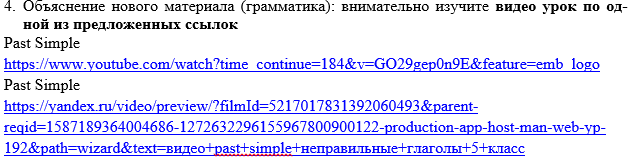 4. Объяснение нового материала (грамматика): внимательно изучите видео урок по од-
ной из предложенных ссылок
Past Simple
https://www.youtube.com/watch?time_continue=184&v=GO29gep0n9E&feature=emb_logo
Past Simple
https://yandex.ru/video/preview/?filmId=5217017831392060493&parent-
reqid=1587189364004686-1272632296155967800900122-production-app-host-man-web-yp-
192&path=wizard&text=видео+past+simple+неправильные+глаголы+5+класс